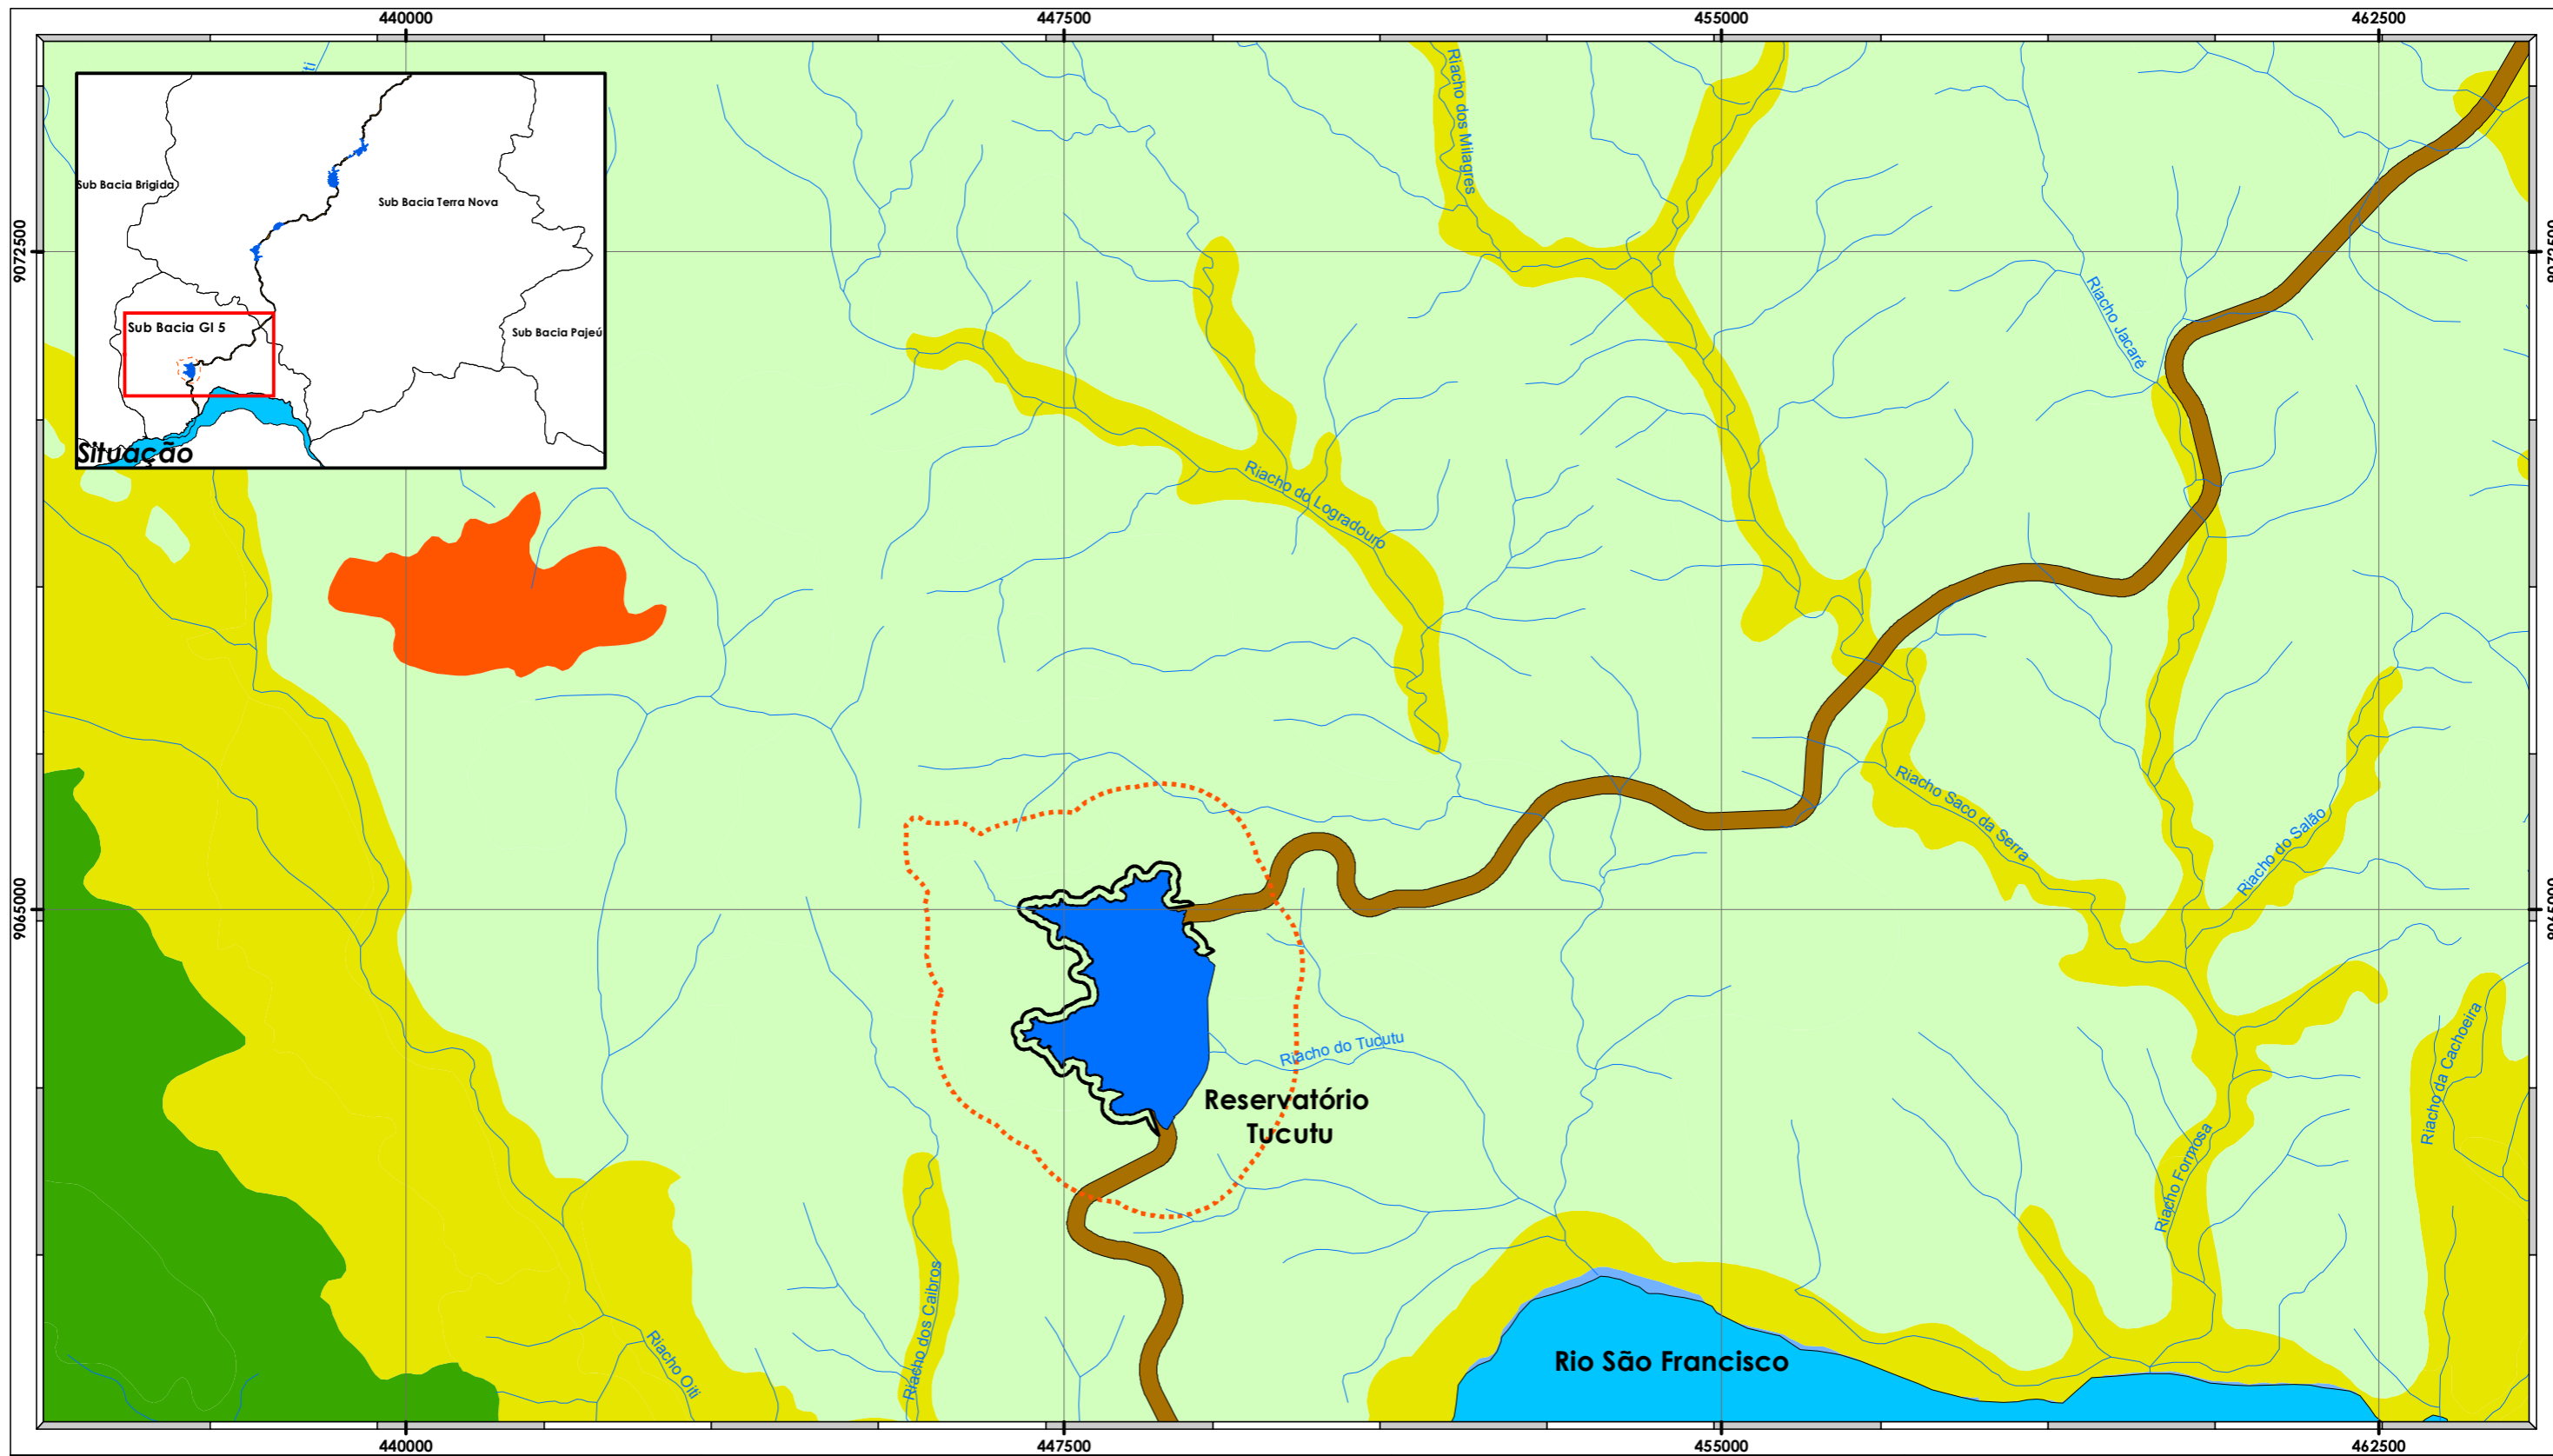 440000
447500
455000
462500
9072500
9072500
9065000
9065000
440000
447500
455000
462500
Sub Bacia Brigida
Sub Bacia Terra Nova
Sub Bacia GI 5
Sub Bacia Pajeú
Situação
Riacho dos Milagres
Riacho Jacaré
Riacho do Logradouro
Riacho Saco da Serra
Riacho do Salão
Riacho do Tucutu
Reservatório
Tucutu
Riacho da Cachoeira
Riacho Formosa
Riacho dos Caibros
Riacho Oiti
Rio São Francisco